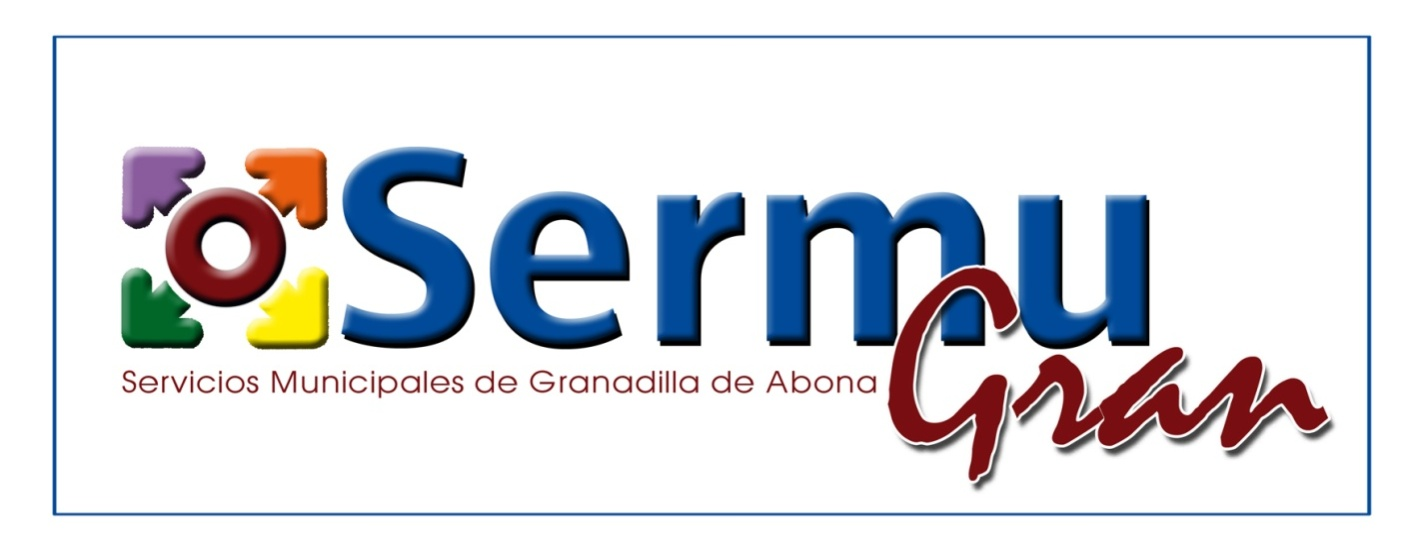 Sermu
Gran
Servicios Municipales de Granadilla de Abona